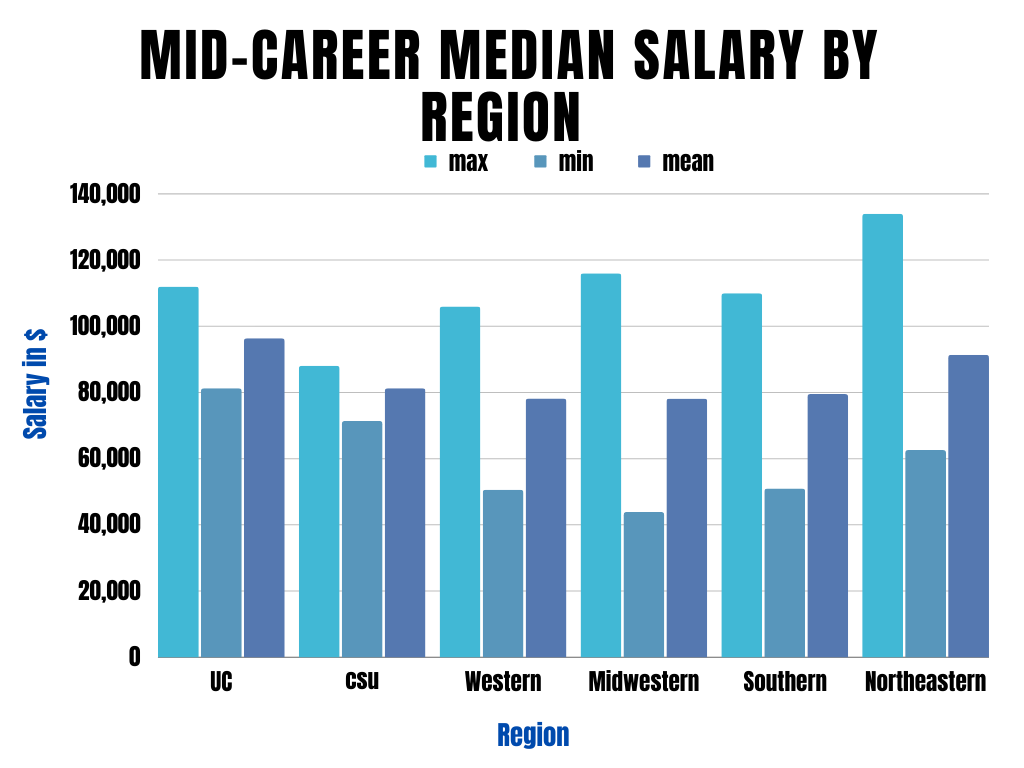 MID-CAREER MEDIAN SALARY BY
REGION
max min mean
140,000
120,000
100,000
80,000
60,000
40,000
20,000
0
Salary in $
UC csu Western Midwestern Southern Northeastern
Region